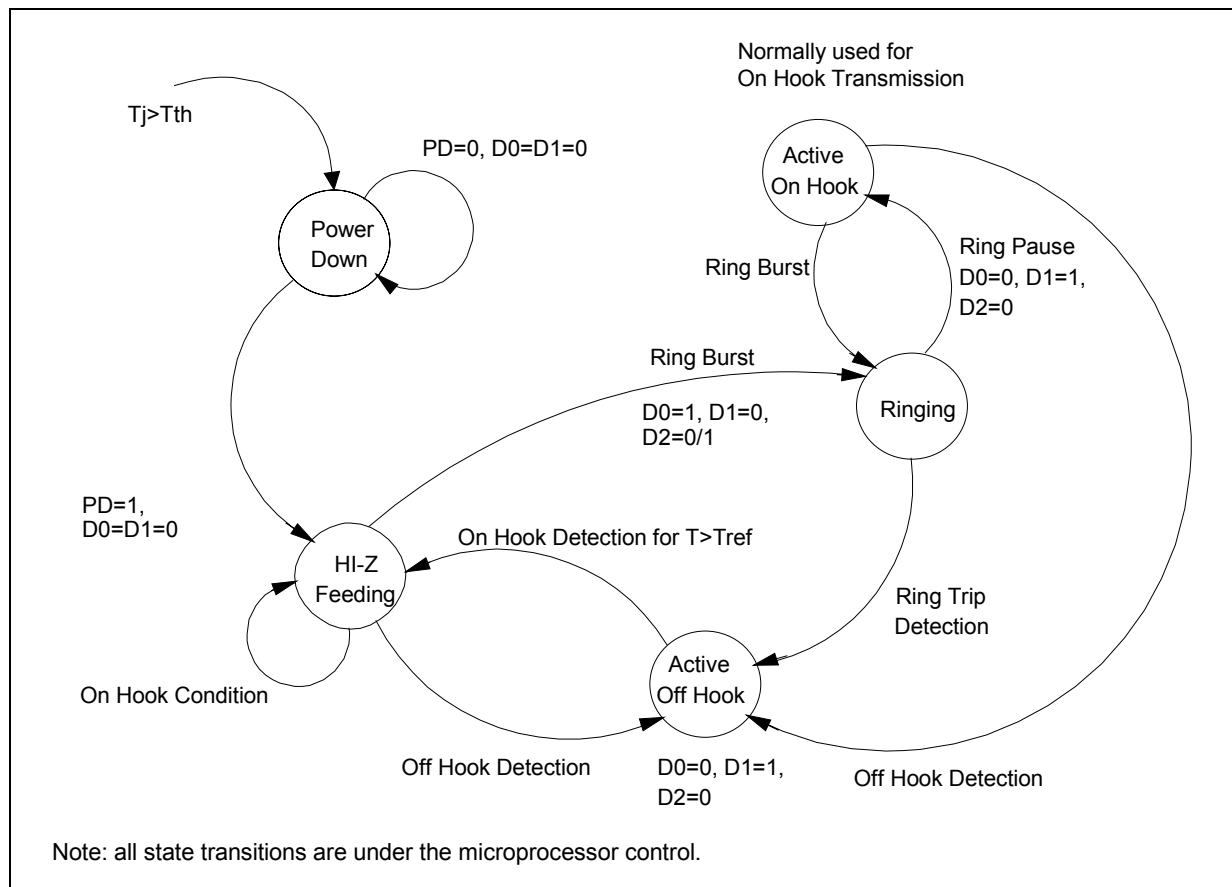 Normally used for
On Hook Transmission
Tj>Tth
PD=0, D0=D1=0
Active
On Hook
Power
Down
Ring Burst
Ring Pause
D0=0, D1=1,
D2=0
Ring Burst
D0=1, D1=0,
D2=0/1
Ringing
PD=1,
D0=D1=0
On Hook Detection for T>Tref
HI-Z
Feeding
Ring Trip
Detection
Active
Off Hook
On Hook Condition
Off Hook Detection
D0=0, D1=1,
D2=0
Off Hook Detection
Note: all state transitions are under the microprocessor control.